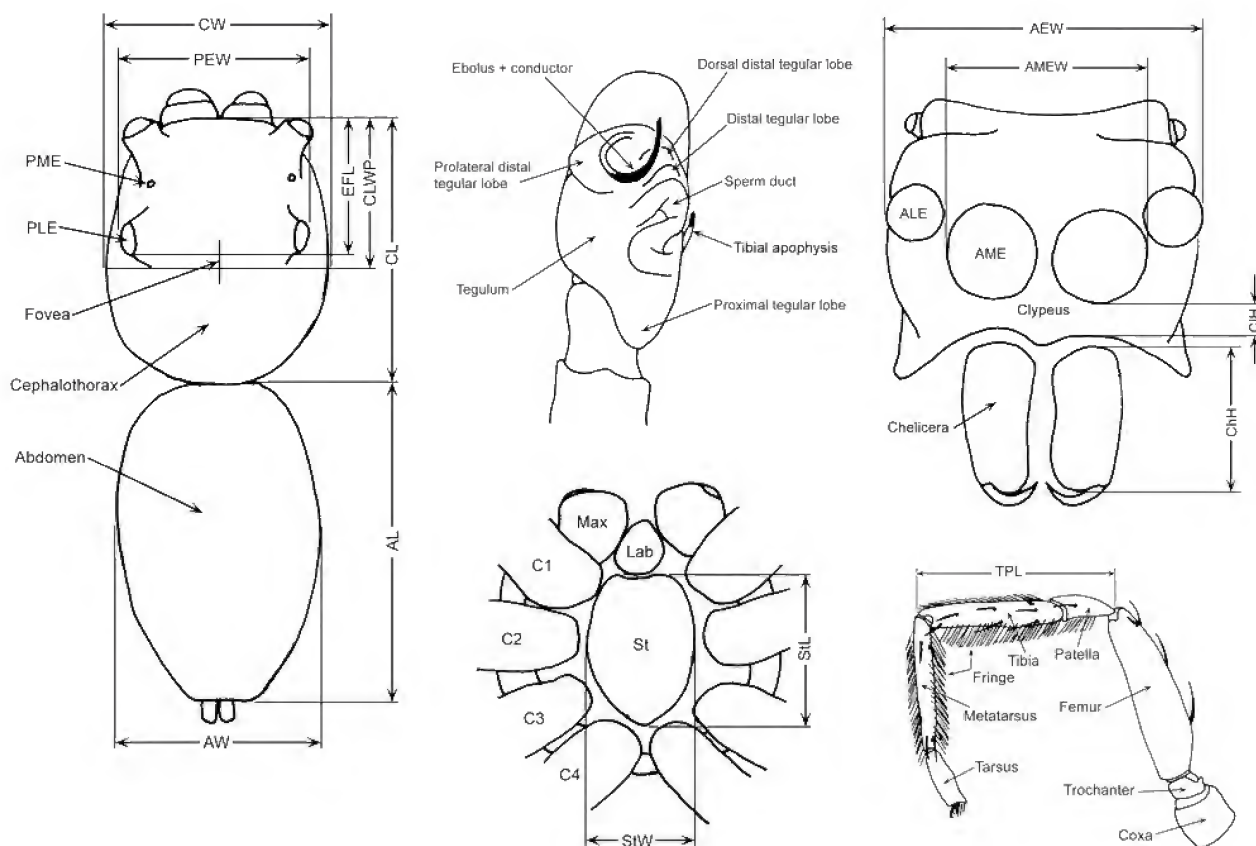 CW
PEW
PME
PLE
EFL
CLWP
CL
Fovea
Cephalothorax
Abdomen
AL
AW
Ebolus + conductor
Dorsal distal tegular lobe
Distal tegular lobe
Prolateral distal
tegular lobe
Sperm duct
Tibial apophysis
Tegulum
Proximal tegular lobe
AEW
AMEW
ALE
AME
Clypeus
ClH
Chelicera
ChH
Max
Lab
C1
C2
St
StL
C3
C4
StW
TPL
Tibia
Patella
Fringe
Metatarsus
Femur
Tarsus
Trochanter
Coxa